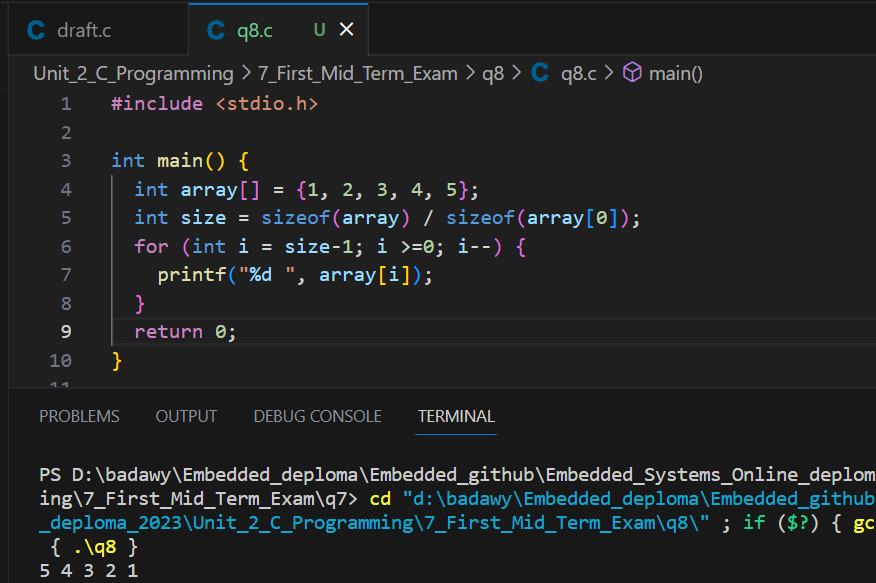 C draft.c C q8.c U ×
Unit_2_C_Programming > 7_First_Mid_Term_Exam > q8 > C q8.c > main()
1 #include <stdio.h>
2
3 int main() {
4   int array[] = {1, 2, 3, 4, 5};
5   int size = sizeof(array) / sizeof(array[0]);
6   for (int i = size-1; i >=0; i--) {
7     printf("%d ", array[i]);
8   }
9   return 0;
10 }
11
PROBLEMS OUTPUT DEBUG CONSOLE TERMINAL
PS D:\badawy\Embedded_deploma\Embedded_github\Embedded_Systems_Online_deplom
ing\7_First_Mid_Term_Exam\q7> cd "d:\badawy\Embedded_deploma\Embedded_github
_deploma_2023\Unit_2_C_Programming\7_First_Mid_Term_Exam\q8\" ; if ($?) { gc
{ .\q8 }
5 4 3 2 1